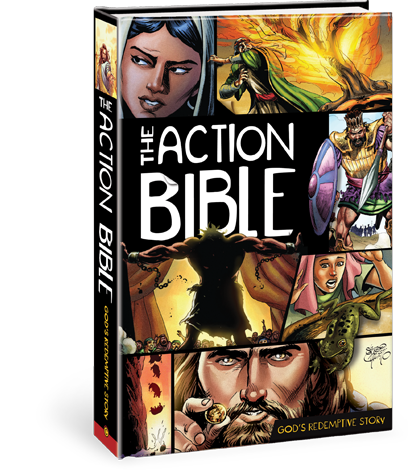 THE ACTION BIBLE
GOD'S REDEMPTIVE STORY
THE
ACTION
BIBLE
GOD'S REDEMPTIVE STORY